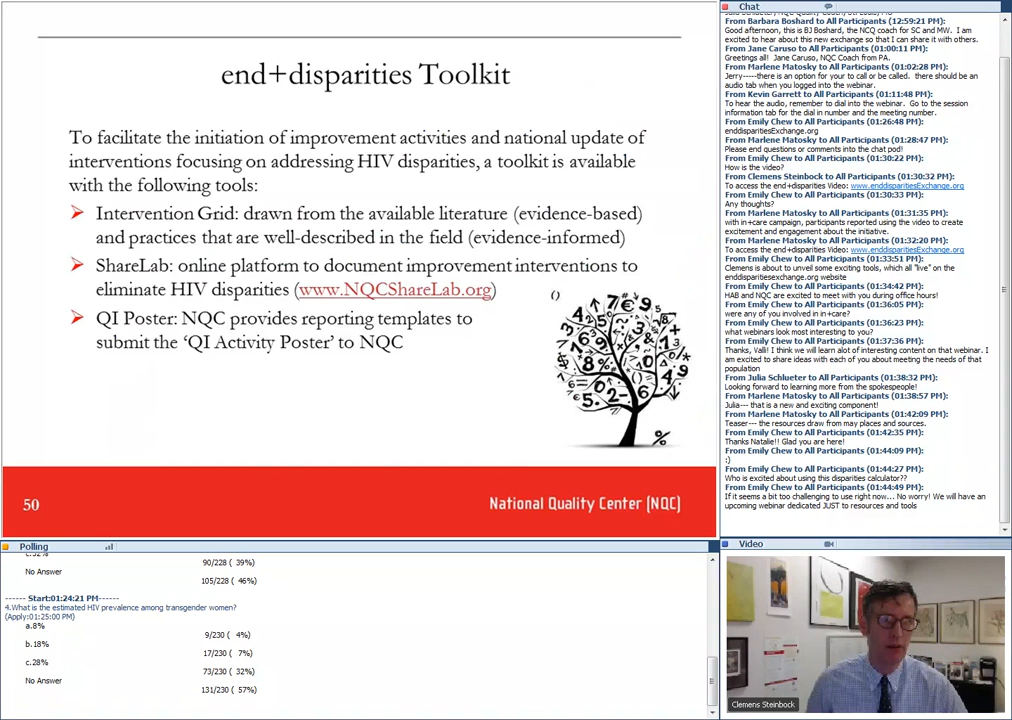 end+disparities Toolkit
To facilitate the initiation of improvement activities and national update of
interventions focusing on addressing HIV disparities, a toolkit is available
with the following tools:
Intervention Grid: drawn from the available literature (evidence-based)
and practices that are well-described in the field (evidence-informed)
ShareLab: online platform to document improvement interventions to
eliminate HIV disparities (www.NQCShareLab.org)
QI Poster: NQC provides reporting templates to
submit the 'QI Activity Poster' to NQC
50
National Quality Center (NQC)
Polling
90/228 ( 39%)
No Answer
105/228 ( 46%)
------ Start:01:24:21 PM------
4.What is the estimated HIV prevalence among transgender women?
(Apply:01:25:00 PM)
a.8%
9/230 ( 4%)
b.18%
17/230 ( 7%)
c.28%
73/230 ( 32%)
No Answer
131/230 ( 57%)
Chat
From Barbara Boshard to All Participants (12:59:21 PM):
Good afternoon, this is BJ Boshard, the NCQ coach for SC and MW. I am
excited to hear about this new exchange so that I can share it with others.
From Jane Caruso to All Participants (01:00:11 PM):
Greetings all! Jane Caruso, NQC Coach from PA.
From Marlene Matosky to All Participants (01:02:28 PM):
Jerry-----there is an option for your to call or be called. there should be an
audio tab when you logged into the webinar.
From Kevin Garrett to All Participants (01:11:48 PM):
To hear the audio, remember to dial into the webinar. Go to the session
information tab for the dial in number and the meeting number.
From Emily Chew to All Participants (01:26:48 PM):
enddisparitiesExchange.org
From Marlene Matosky to All Participants (01:28:47 PM):
Please end questions or comments into the chat pod!
From Emily Chew to All Participants (01:30:22 PM):
How is the video?
From Clemens Steinbock to All Participants (01:30:32 PM):
To access the end+disparities Video: www.enddisparitiesExchange.org
From Emily Chew to All Participants (01:30:33 PM):
Any thoughts?
From Marlene Matosky to All Participants (01:31:35 PM):
with in+care campaign, participants reported using the video to create
excitement and engagement about the initiative.
From Marlene Matosky to All Participants (01:32:20 PM):
To access the end+disparities Video: www.enddisparitiesExchange.org
From Emily Chew to All Participants (01:33:51 PM):
Clemens is about to unveil some exciting tools, which all "live" on the
enddisparitiesexchange.org website
From Emily Chew to All Participants (01:34:42 PM):
HAB and NQC are excited to meet with you during office hours!
From Emily Chew to All Participants (01:36:05 PM):
were any of you involved in in+care?
From Emily Chew to All Participants (01:36:23 PM):
what webinars look most interesting to you?
From Emily Chew to All Participants (01:37:36 PM):
Thanks, Valli! I think we will learn alot of interesting content on that webinar. I
am excited to share ideas with each of you about meeting the needs of that
population
From Julia Schlueter to All Participants (01:38:32 PM):
Looking forward to learning more from the spokespeople!
From Marlene Matosky to All Participants (01:38:57 PM):
Julia--- that is a new and exciting component!
From Marlene Matosky to All Participants (01:42:09 PM):
Teaser--- the resources draw from may places and sources.
From Emily Chew to All Participants (01:42:35 PM):
Thanks Natalie!! Glad you are here!
From Emily Chew to All Participants (01:44:09 PM):
:)
From Emily Chew to All Participants (01:44:27 PM):
Who is excited about using this disparities calculator??
From Emily Chew to All Participants (01:44:49 PM):
If it seems a bit too challenging to use right now... No worry! We will have an
upcoming webinar dedicated JUST to resources and tools
Video
Clemens Steinbock